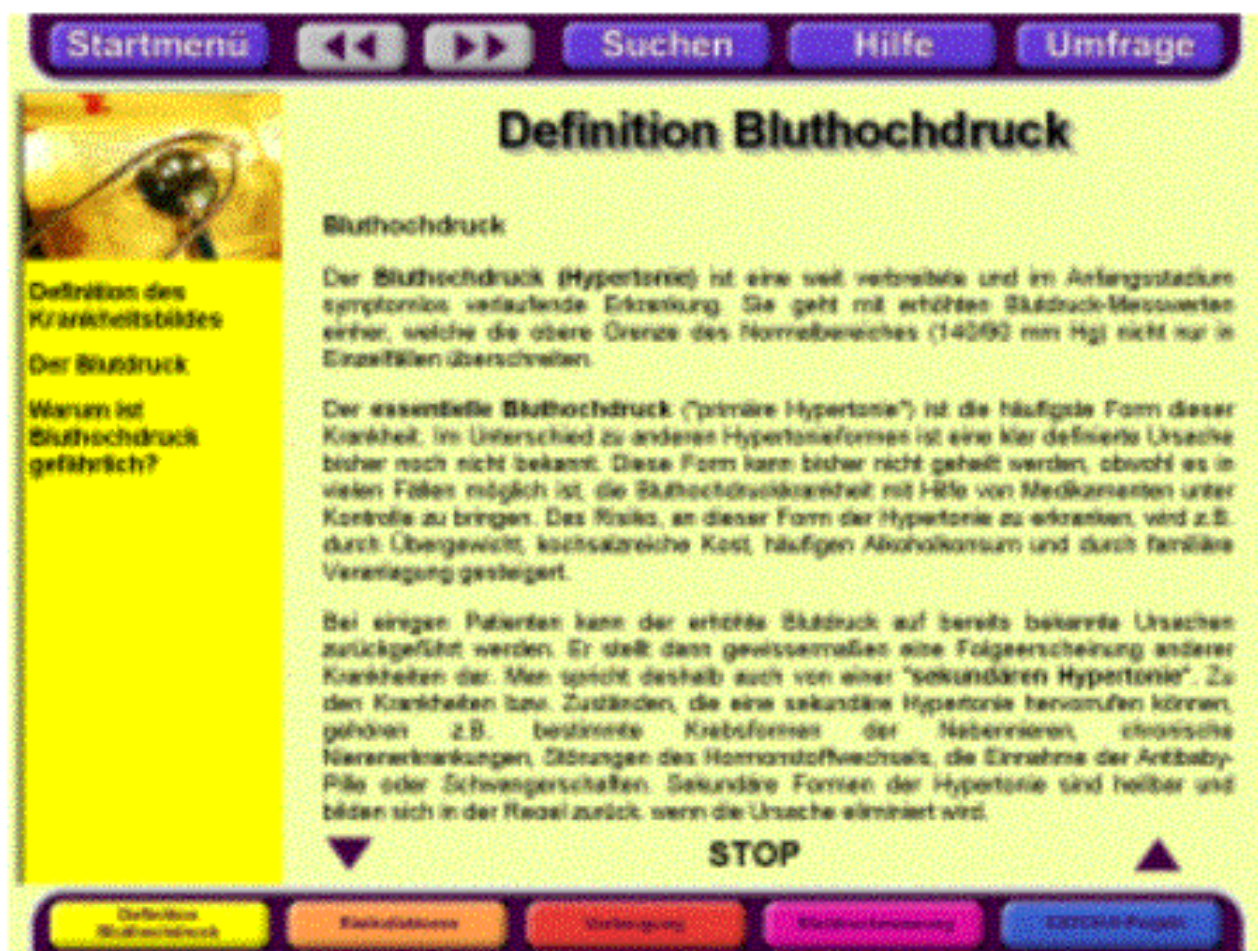 Startmenü
Suchen
Hilfe
Umfrage
Definition Bluthochdruck
Definition des
Krankheitsbildes
Der Blutdruck
Warum ist
Bluthochdruck
gefährlich?
Bluthochdruck
Der Bluthochdruck (Hypertonie) ist eine weit verbreitete und im Anfangsstadium
symptomlos verlaufende Erkrankung. Sie geht mit erhöhten Blutdruck-Messwerten
einher, welche die obere Grenze des Normalbereiches (140/90 mm Hg) nicht nur in
Einzelfällen überschreiten.
Der essentielle Bluthochdruck ("primäre Hypertonie") ist die häufigste Form dieser
Krankheit. Im Unterschied zu anderen Hypertonieformen ist eine klar definierte Ursache
bisher noch nicht bekannt. Diese Form kann bisher nicht geheilt werden, obwohl es in
vielen Fällen möglich ist, die Bluthochdruckkrankheit mit Hilfe von Medikamenten unter
Kontrolle zu bringen. Das Risiko, an dieser Form der Hypertonie zu erkranken, wird z.B.
durch Übergewicht, kochsalzreiche Kost, häufigen Alkoholkonsum und durch familiäre
Veranlagung gesteigert.
Bei einigen Patienten kann der erhöhte Blutdruck auf bereits bekannte Ursachen
zurückgeführt werden. Er stellt dann gewissermaßen eine Folgeerscheinung anderer
Krankheiten dar. Man spricht deshalb auch von einer "sekundären Hypertonie". Zu
den Krankheiten bzw. Zuständen, die eine sekundäre Hypertonie hervorrufen können,
gehören z.B. bestimmte Krebsformen der Nebennieren, chronische
Nierenerkrankungen, Störungen des Hormonstoffwechsels, die Einnahme der Antibaby-
Pille oder Schwangerschaften. Sekundäre Formen der Hypertonie sind heilbar und
bilden sich in der Regel zurück, wenn die Ursache eliminiert wird.
STOP
Definition
Bluthochdruck
Risikofaktoren
Vorbeugung